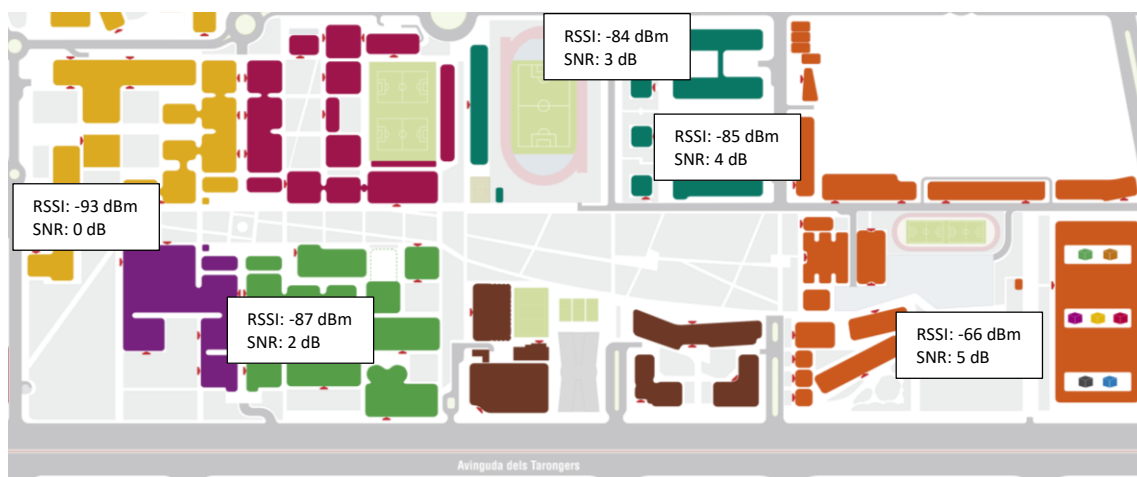 RSSI: -84 dBm
SNR: 3 dB
RSSI: -85 dBm
SNR: 4 dB
RSSI: -93 dBm
SNR: 0 dB
RSSI: -87 dBm
SNR: 2 dB
RSSI: -66 dBm
SNR: 5 dB
Avinguda dels Tarongers